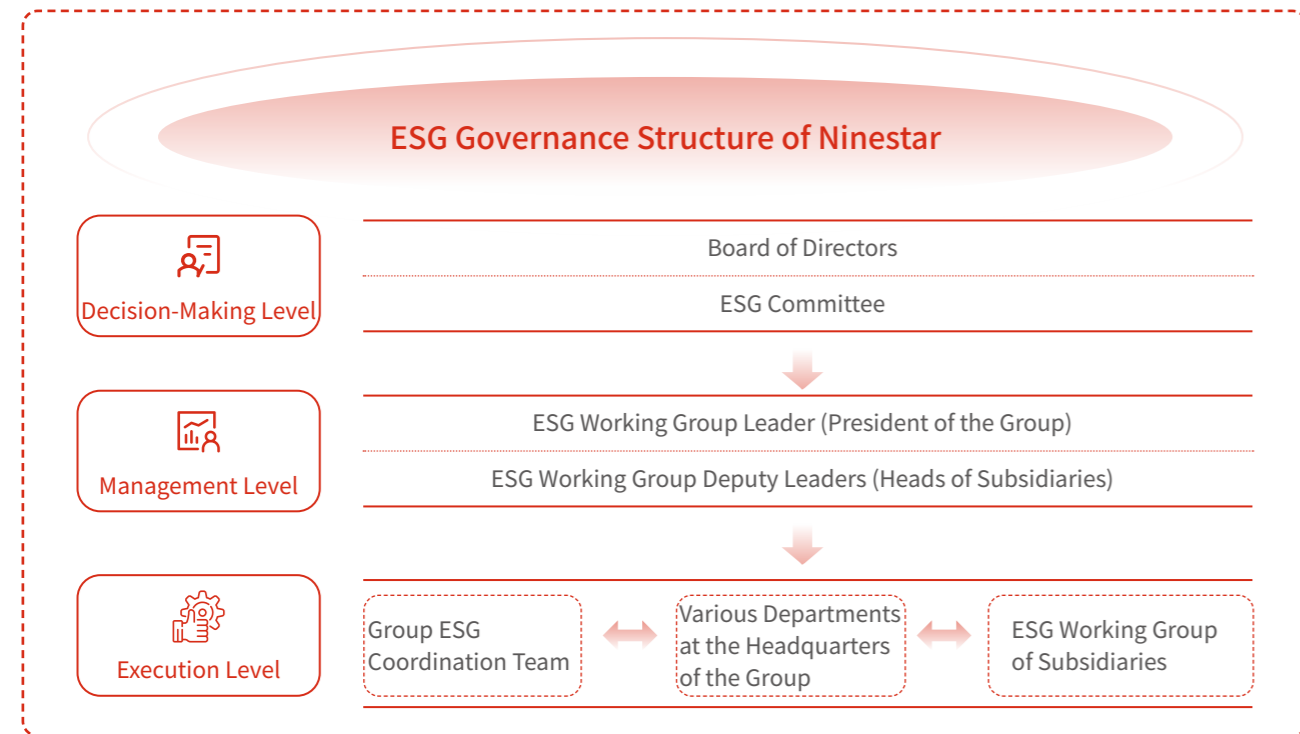 ESG Governance Structure of Ninestar
Decision-Making Level
Board of Directors
ESG Committee
Management Level
ESG Working Group Leader (President of the Group)
ESG Working Group Deputy Leaders (Heads of Subsidiaries)
Execution Level
Group ESG
Coordination Team
Various Departments
at the Headquarters
of the Group
ESG Working Group
of Subsidiaries